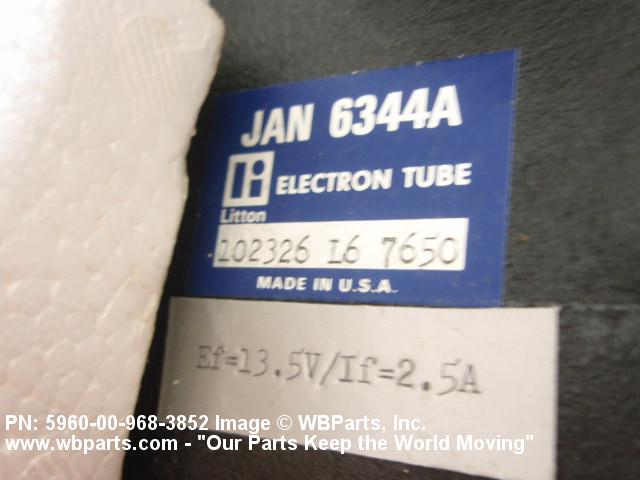 JAN 6344A
ELECTRON TUBE
Litton
102326 L6 7650
MADE IN U.S.A.
Ef=13.5V/If=2.5A
PN: 5960-00-968-3852 Image © WBParts, Inc.
www.wbparts.com - "Our Parts Keep the World Moving"